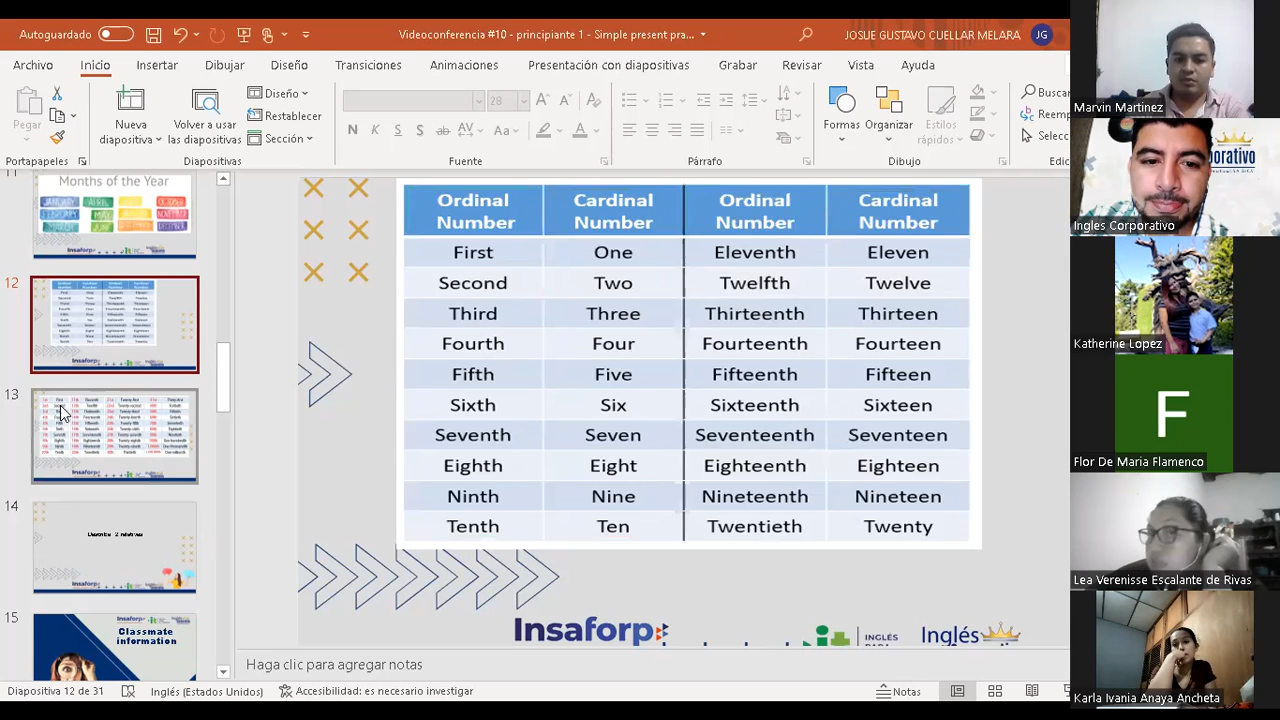 Autoguardado
Videoconferencia #10 - principiante 1 - Simple present pra...
JOSUE GUSTAVO CUELLAR MELARA
JG
Archivo Inicio Insertar Dibujar Diseño Transiciones Presentación con diapositivas Grabar Revisar Vista Ayuda
Pegar
Nueva diapositiva
Volver a usar las diapositivas
Diseño
Restablecer
Sección
28
N K S ab
Aa
Formas Organizar Estilos rápidos
Buscar
Portapapeles
Diapositivas
Fuente
Párrafo
Dibujo
Months of the Year
12
13
14
15
Classmate
information
Ordinal Number Cardinal Number Ordinal Number Cardinal Number
First One Eleventh Eleven
Second Two Twelfth Twelve
Third Three Thirteenth Thirteen
Fourth Four Fourteenth Fourteen
Fifth Five Fifteenth Fifteen
Sixth Six Sixteenth Sixteen
Seventh Seven Seventeenth Seventeen
Eighth Eight Eighteenth Eighteen
Ninth Nine Nineteenth Nineteen
Tenth Ten Twentieth Twenty
Insaforp
INGLÉS
Inglés
Haga clic para agregar notas
Diapositiva 12 de 31
Inglés (Estados Unidos)
Accesibilidad: es necesario investigar
Notas
Marvin Martinez
Ingles Corporativo
Katherine Lopez
F
Flor De Maria Flamenco
Lea Verenisse Escalante de Rivas
Karla Ivania Anaya Ancheta